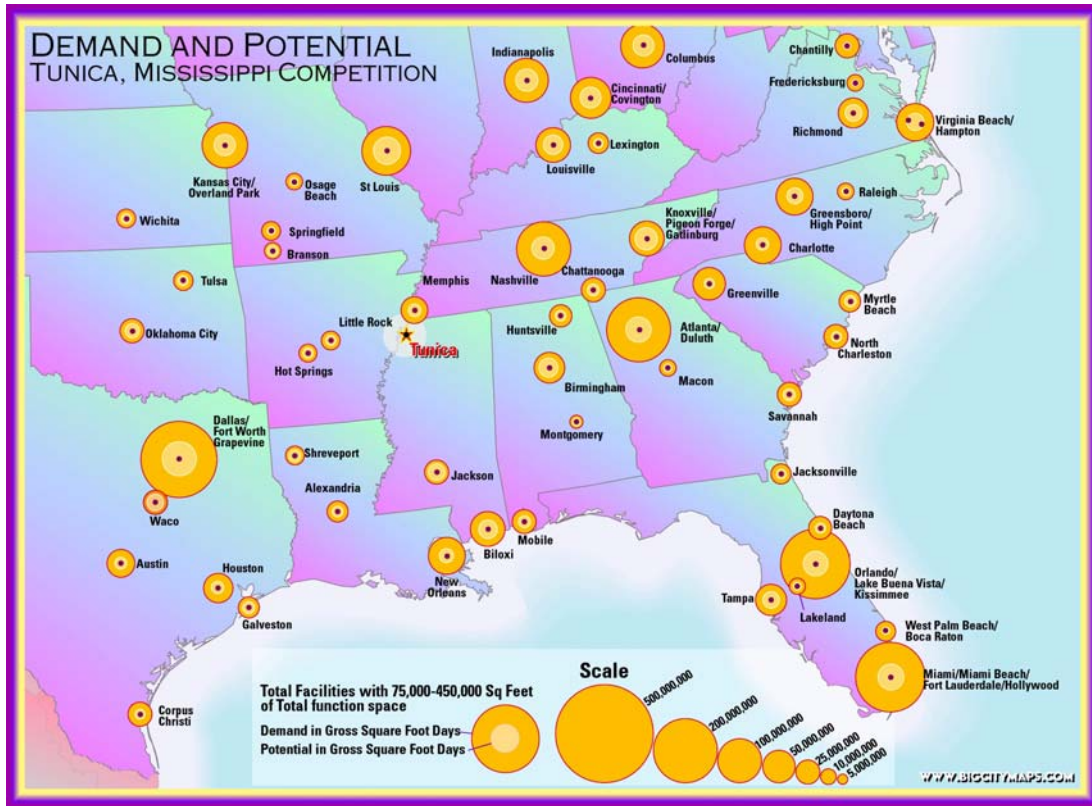 DEMAND AND POTENTIAL
TUNICA, MISSISSIPPI COMPETITION
Indianapolis
Columbus
Chantilly
Cincinnati/
Covington
Fredericksburg
Richmond
Virginia Beach/
Hampton
Louisville
Lexington
Kansas City/
Overland Park
Osage
Beach
St Louis
Raleigh
Greensboro/
High Point
Wichita
Springfield
Branson
Knoxville/
Pigeon Forge/
Gatlinburg
Charlotte
Nashville
Chattanooga
Tulsa
Memphis
Greenville
Myrtle
Beach
Oklahoma City
Little Rock
Tunica
Huntsville
Atlanta/
Duluth
North
Charleston
Hot Springs
Birmingham
Macon
Savannah
Montgomery
Dallas/
Fort Worth
Grapevine
Shreveport
Jackson
Jacksonville
Alexandria
Waco
Biloxi
Mobile
Daytona
Beach
Austin
Houston
New
Orleans
Orlando/
Lake Buena Vista/
Kissimmee
Tampa
Lakeland
Galveston
West Palm Beach/
Boca Raton
Miami/Miami Beach/
Fort Lauderdale/Hollywood
Corpus
Christi
Total Facilities with 75,000-450,000 Sq Feet
of Total function space
Demand in Gross Square Foot Days
Potential in Gross Square Foot Days
Scale
500,000,000
200,000,000
100,000,000
50,000,000
25,000,000
10,000,000
5,000,000
WWW.BIGCITYMAPS.COM